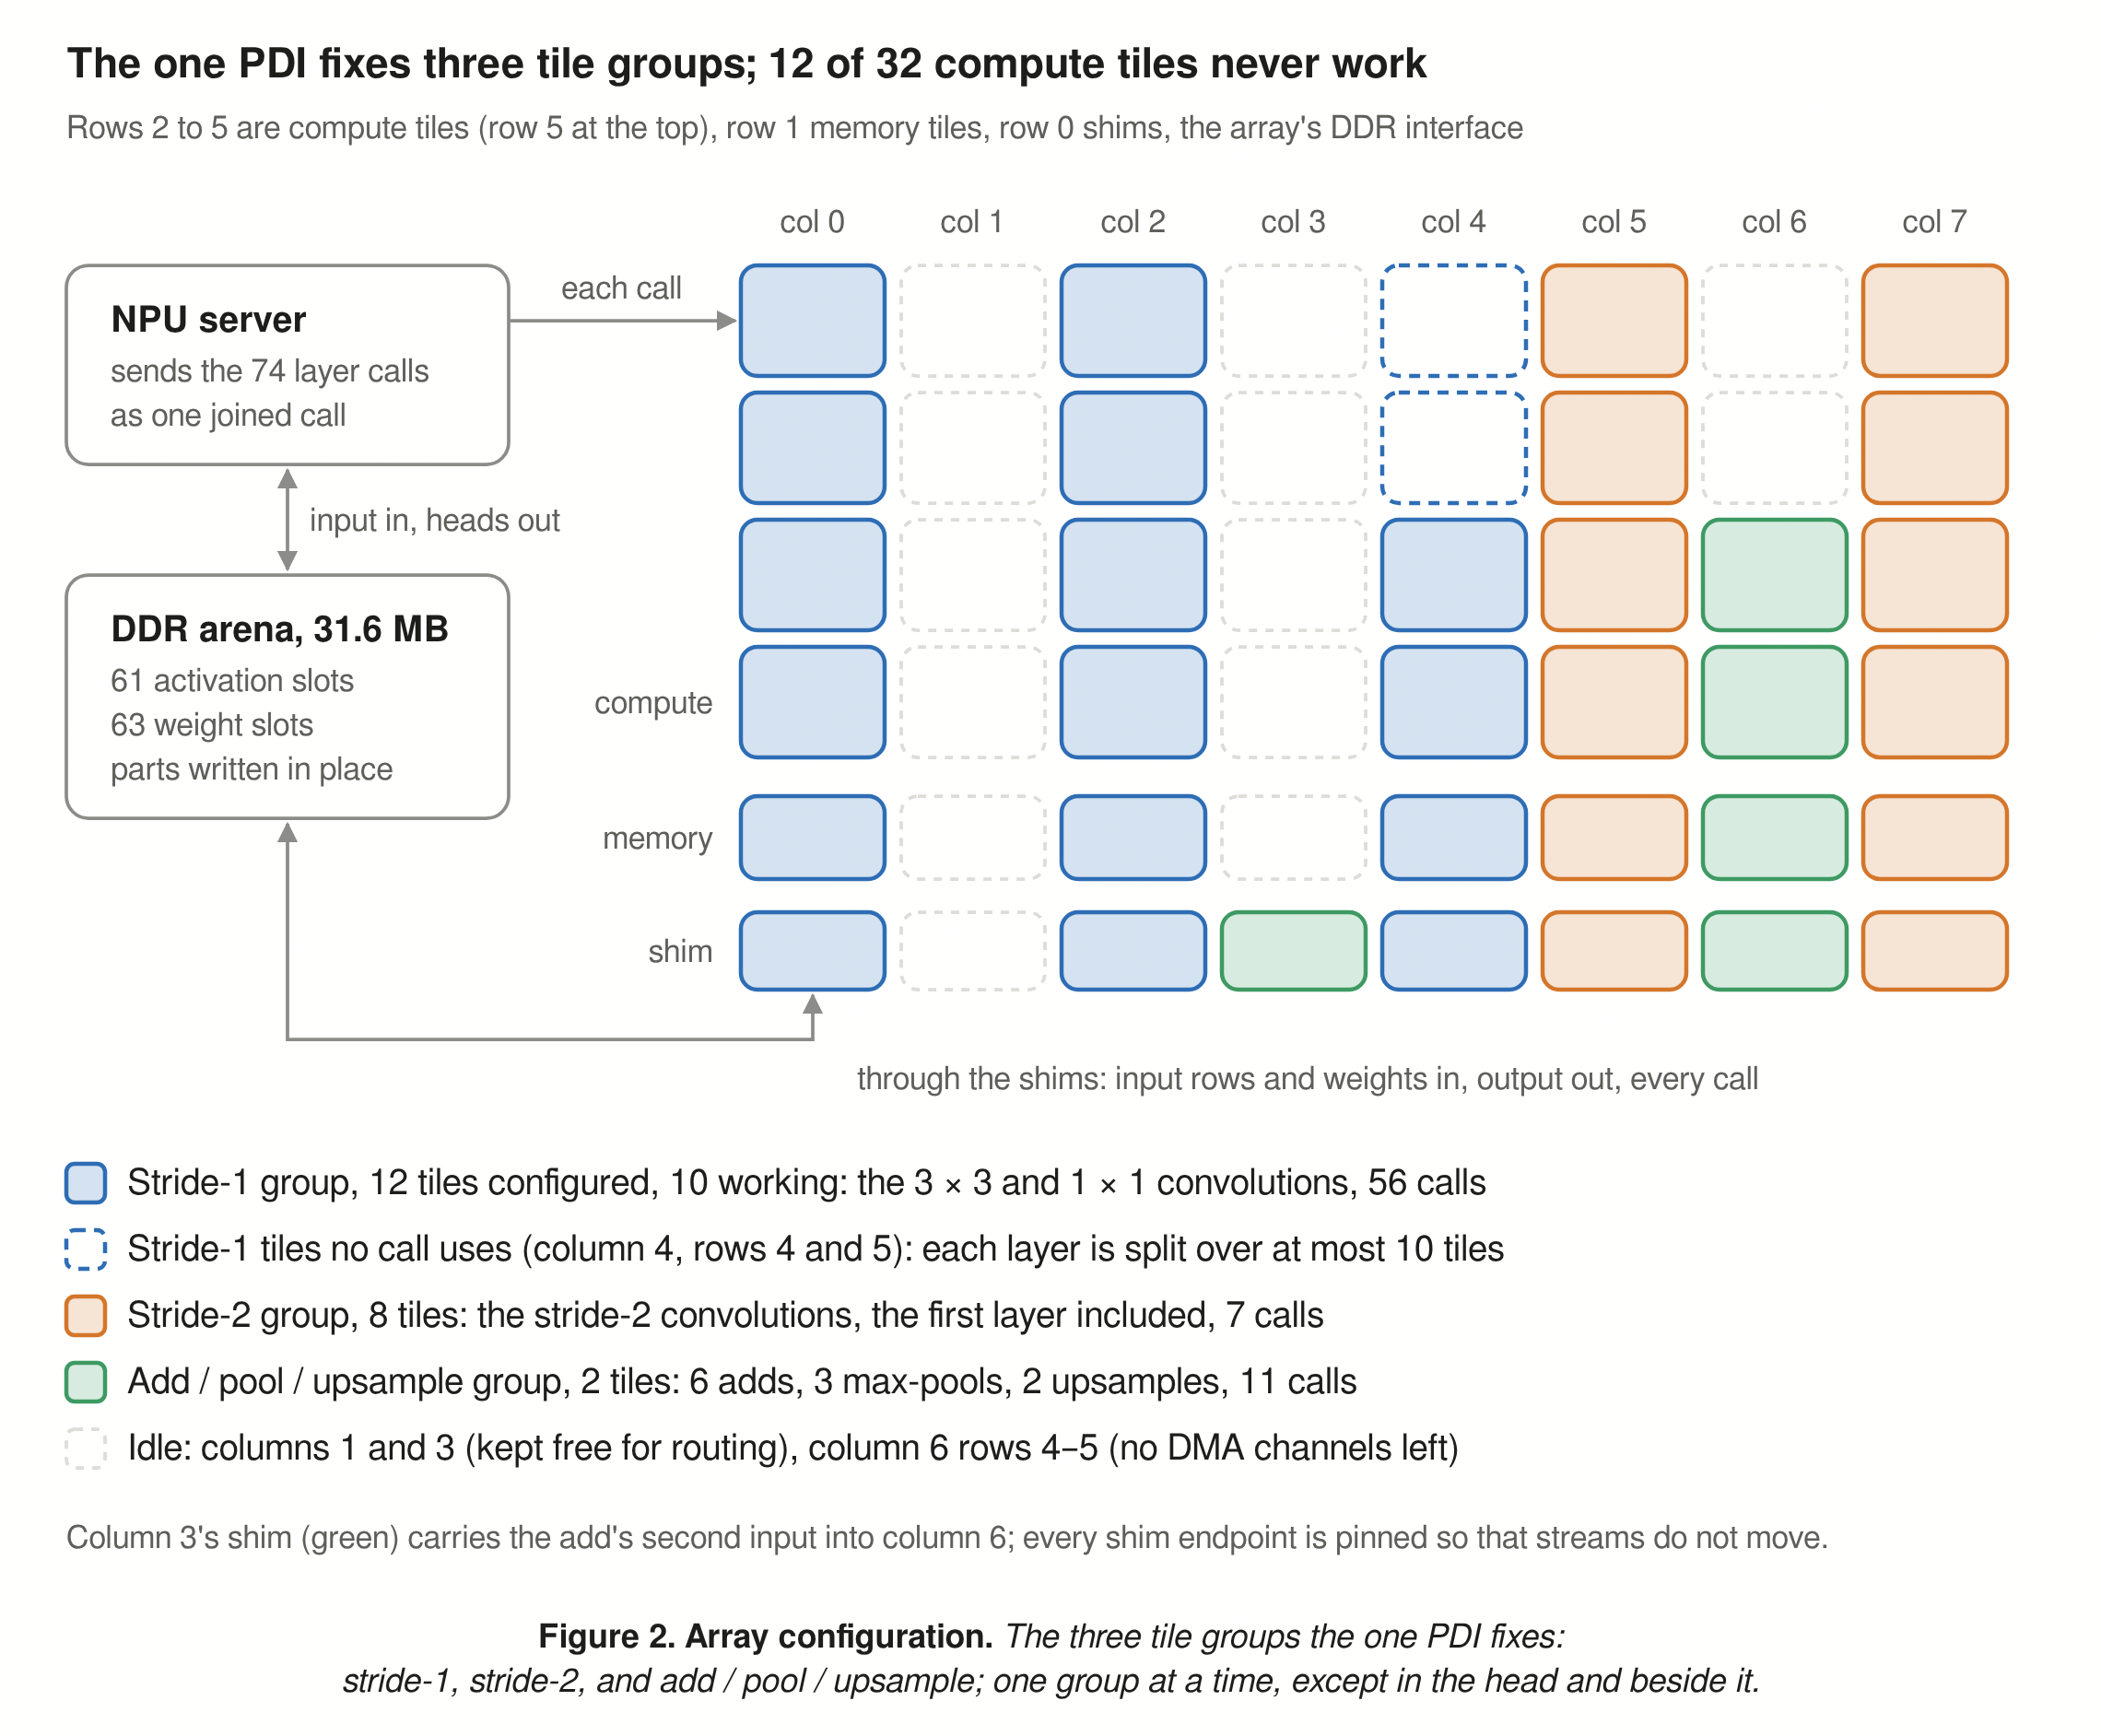 The one PDI fixes three tile groups; 12 of 32 compute tiles never work
Rows 2 to 5 are compute tiles (row 5 at the top), row 1 memory tiles, row 0 shims, the array's DDR interface
col 0
col 1
col 2
col 3
col 4
col 5
col 6
col 7
NPU server
sends the 74 layer calls
as one joined call
each call
input in, heads out
DDR arena, 31.6 MB
61 activation slots
63 weight slots
parts written in place
compute
memory
shim
through the shims: input rows and weights in, output out, every call
Stride-1 group, 12 tiles configured, 10 working: the 3 × 3 and 1 × 1 convolutions, 56 calls
Stride-1 tiles no call uses (column 4, rows 4 and 5): each layer is split over at most 10 tiles
Stride-2 group, 8 tiles: the stride-2 convolutions, the first layer included, 7 calls
Add / pool / upsample group, 2 tiles: 6 adds, 3 max-pools, 2 upsamples, 11 calls
Idle: columns 1 and 3 (kept free for routing), column 6 rows 4–5 (no DMA channels left)
Column 3's shim (green) carries the add's second input into column 6; every shim endpoint is pinned so that streams do not move.
Figure 2. Array configuration. The three tile groups the one PDI fixes:
stride-1, stride-2, and add / pool / upsample; one group at a time, except in the head and beside it.